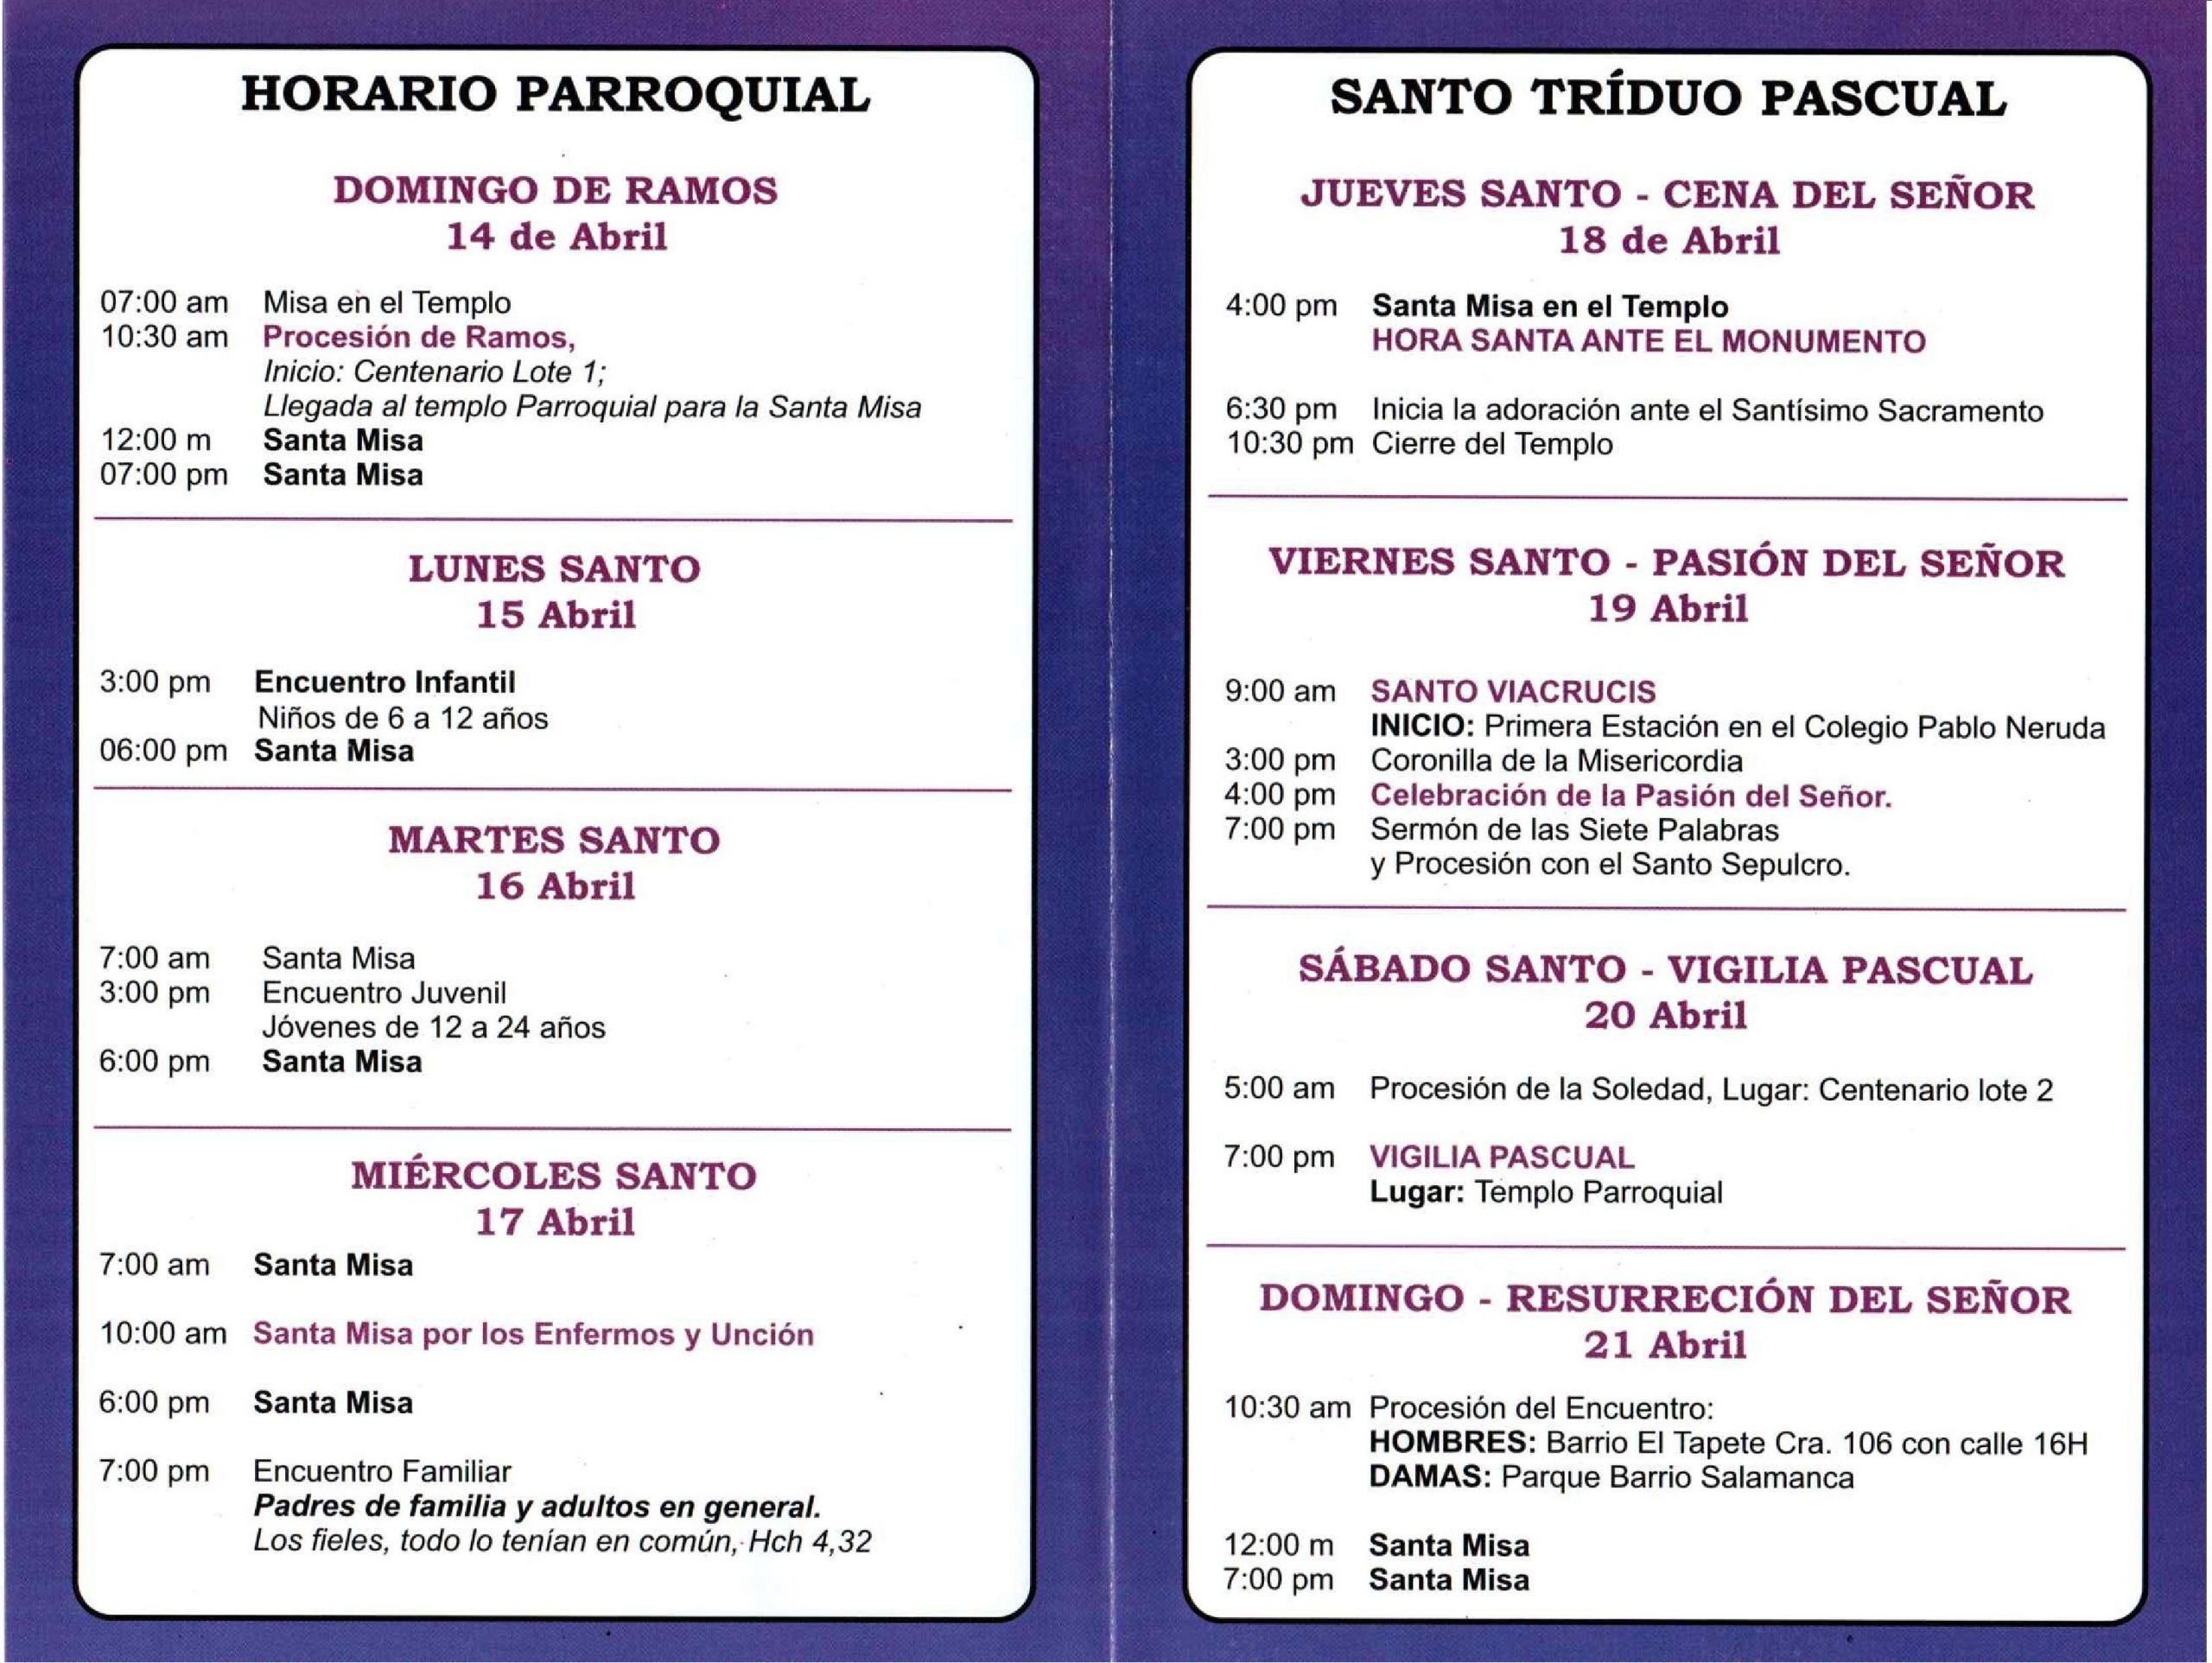 HORARIO PARROQUIAL
DOMINGO DE RAMOS
14 de Abril
07:00 am Misa en el Templo
10:30 am Procesión de Ramos,
Inicio: Centenario Lote 1;
Llegada al templo Parroquial para la Santa Misa
12:00 m Santa Misa
07:00 pm Santa Misa
LUNES SANTO
15 Abril
3:00 pm Encuentro Infantil
Niños de 6 a 12 años
06:00 pm Santa Misa
MARTES SANTO
16 Abril
7:00 am Santa Misa
3:00 pm Encuentro Juvenil
Jóvenes de 12 a 24 años
6:00 pm Santa Misa
MIÉRCOLES SANTO
17 Abril
7:00 am Santa Misa
10:00 am Santa Misa por los Enfermos y Unción
6:00 pm Santa Misa
7:00 pm Encuentro Familiar
Padres de familia y adultos en general.
Los fieles, todo lo tenían en común, Hch 4,32
SANTO TRÍDUO PASCUAL
JUEVES SANTO - CENA DEL SEÑOR
18 de Abril
4:00 pm Santa Misa en el Templo
HORA SANTA ANTE EL MONUMENTO
6:30 pm Inicia la adoración ante el Santísimo Sacramento
10:30 pm Cierre del Templo
VIERNES SANTO - PASIÓN DEL SEÑOR
19 Abril
9:00 am SANTO VIACRUCIS
INICIO: Primera Estación en el Colegio Pablo Neruda
3:00 pm Coronilla de la Misericordia
4:00 pm Celebración de la Pasión del Señor.
7:00 pm Sermón de las Siete Palabras
y Procesión con el Santo Sepulcro.
SÁBADO SANTO - VIGILIA PASCUAL
20 Abril
5:00 am Procesión de la Soledad, Lugar: Centenario lote 2
7:00 pm VIGILIA PASCUAL
Lugar: Templo Parroquial
DOMINGO - RESURRECIÓN DEL SEÑOR
21 Abril
10:30 am Procesión del Encuentro:
HOMBRES: Barrio El Tapete Cra. 106 con calle 16H
DAMAS: Parque Barrio Salamanca
12:00 m Santa Misa
7:00 pm Santa Misa